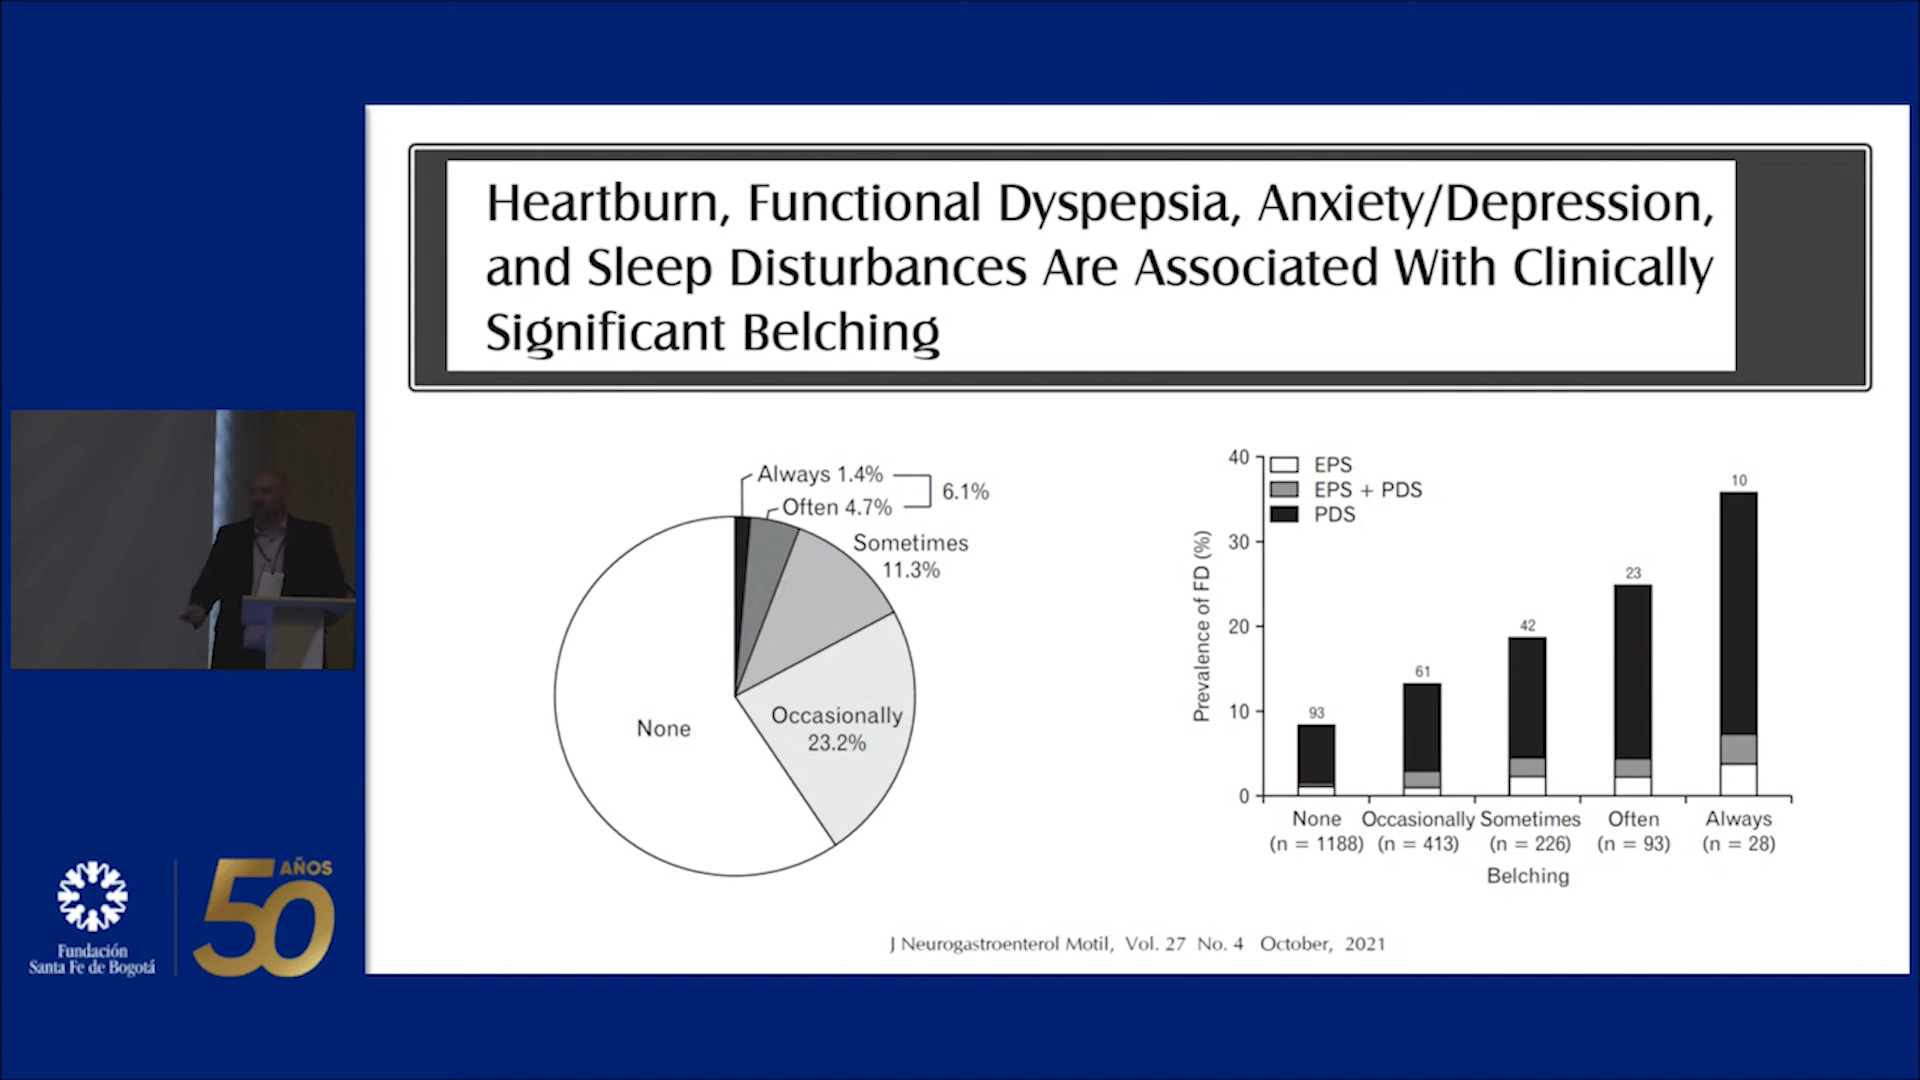 Heartburn, Functional Dyspepsia, Anxiety/Depression,
and Sleep Disturbances Are Associated With Clinically
Significant Belching
Always 1.4%
Often 4.7%
6.1%
Sometimes
11.3%
Occasionally
23.2%
None
40
30
20
10
0
Prevalence of FD (%)
EPS
EPS + PDS
PDS
93
61
42
23
10
None Occasionally Sometimes Often Always
(n = 1188) (n = 413) (n = 226) (n = 93) (n = 28)
Belching
J Neurogastroenterol Motil, Vol. 27 No. 4 October, 2021
Fundación
Santa Fe de Bogotá
50 AÑOS